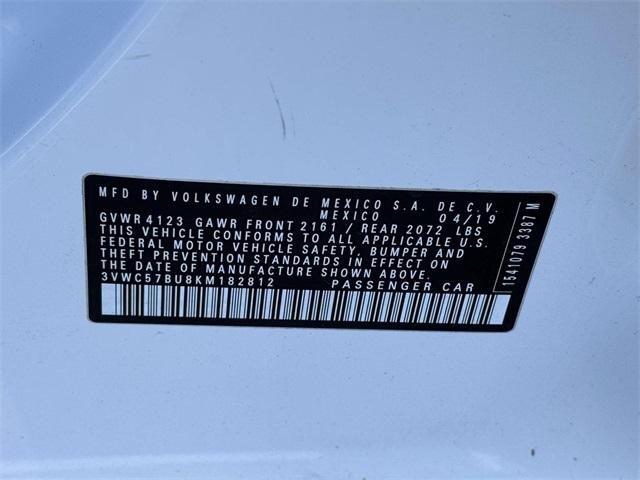 MFD BY VOLKSWAGEN DE MEXICO S.A. DE C.V.
MEXICO 04/19
GVWR 4123 GAWR FRONT 2161 / REAR 2072 LBS
THIS VEHICLE CONFORMS TO ALL APPLICABLE U.S.
FEDERAL MOTOR VEHICLE SAFETY, BUMPER AND
THEFT PREVENTION STANDARDS IN EFFECT ON
THE DATE OF MANUFACTURE SHOWN ABOVE.
3VWC57BU8KM182812 PASSENGER CAR
1541079 3387 M